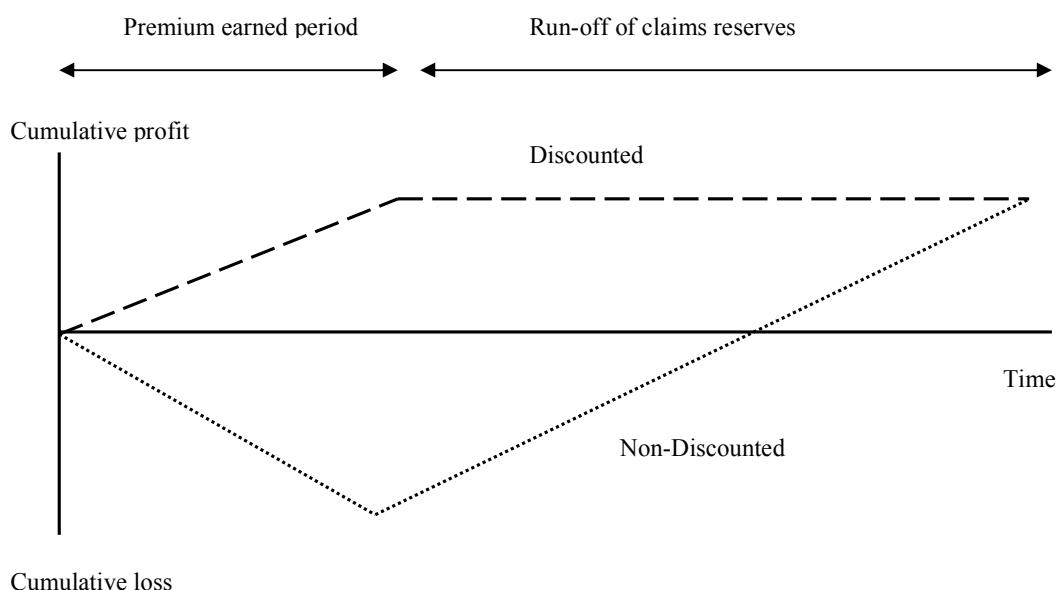 Premium earned period
Run-off of claims reserves
Cumulative profit
Discounted
Time
Non-Discounted
Cumulative loss